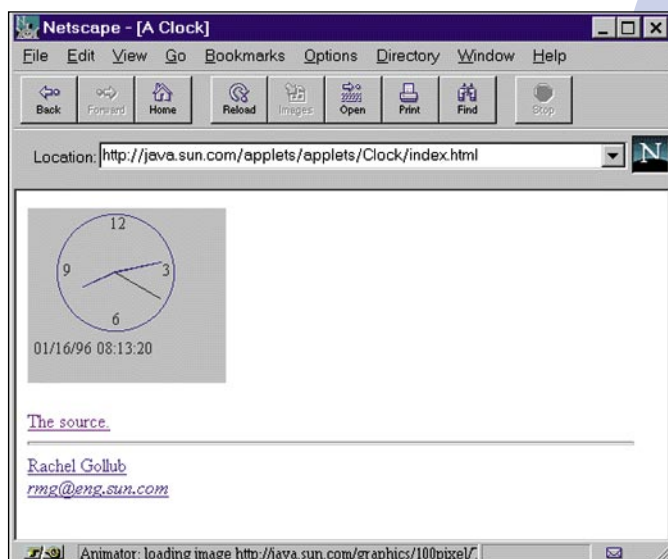 Netscape - [A Clock]
File Edit View Go Bookmarks Options Directory Window Help
Back Forward Home Reload Images Open Print Find Stop
Location: http://java.sun.com/applets/applets/Clock/index.html
N
12
9 3
6
01/16/96 08:13:20
The source.
Rachel Gollub
rmg@eng.sun.com
Animator: loading image http://java.sun.com/graphics/100pixel/